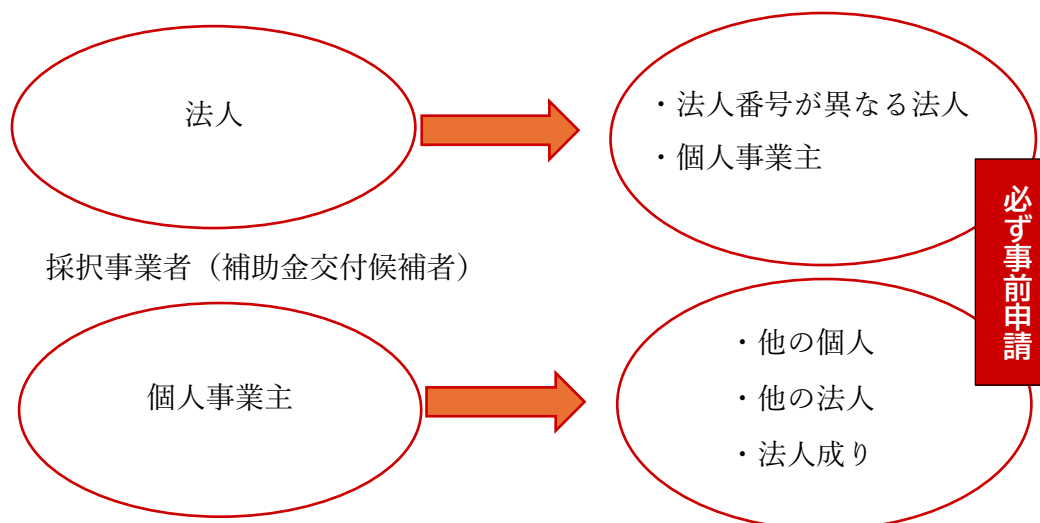 法人
・法人番号が異なる法人
・個人事業主
必ず事前申請
採択事業者（補助金交付候補者）
個人事業主
・他の個人
・他の法人
・法人成り